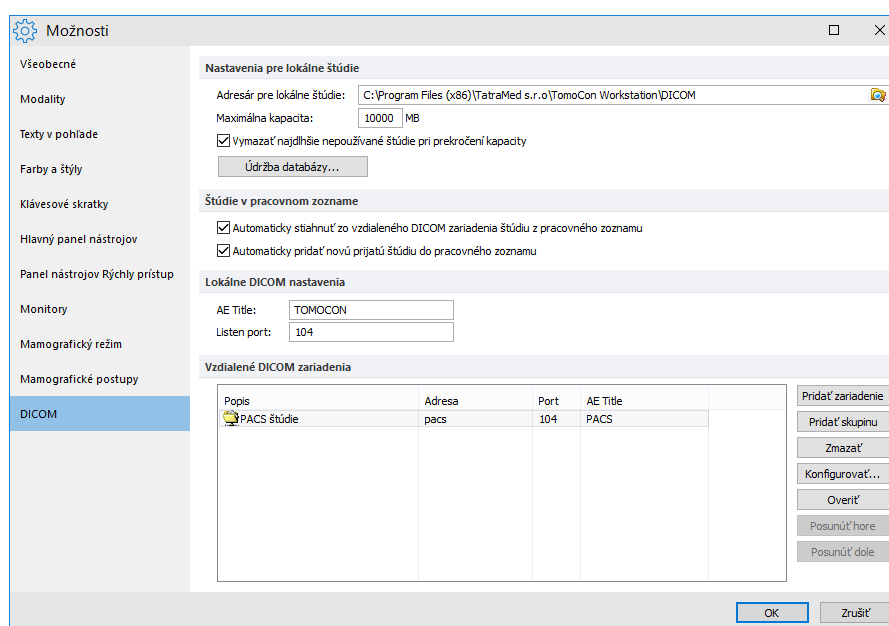 Možnosti
Všeobecné
Modality
Texty v pohľade
Farby a štýly
Klávesové skratky
Hlavný panel nástrojov
Panel nástrojov Rýchly prístup
Monitory
Mamografický režim
Mamografické postupy
DICOM
Nastavenia pre lokálne štúdie
Adresár pre lokálne štúdie: C:\Program Files (x86)\TatraMed s.r.o\TomoCon Workstation\DICOM
Maximálna kapacita: 10000 MB
Vymazať najdlhšie nepoužívané štúdie pri prekročení kapacity
Údržba databázy...
Štúdie v pracovnom zozname
Automaticky stiahnuť zo vzdialeného DICOM zariadenia štúdiu z pracovného zoznamu
Automaticky pridať novú prijatú štúdiu do pracovného zoznamu
Lokálne DICOM nastavenia
AE Title: TOMOCON
Listen port: 104
Vzdialené DICOM zariadenia
Popis Adresa Port AE Title
PACS štúdie pacs 104 PACS
Pridať zariadenie
Pridať skupinu
Zmazať
Konfigurovať...
Overiť
Posunúť hore
Posunúť dole
OK Zrušiť